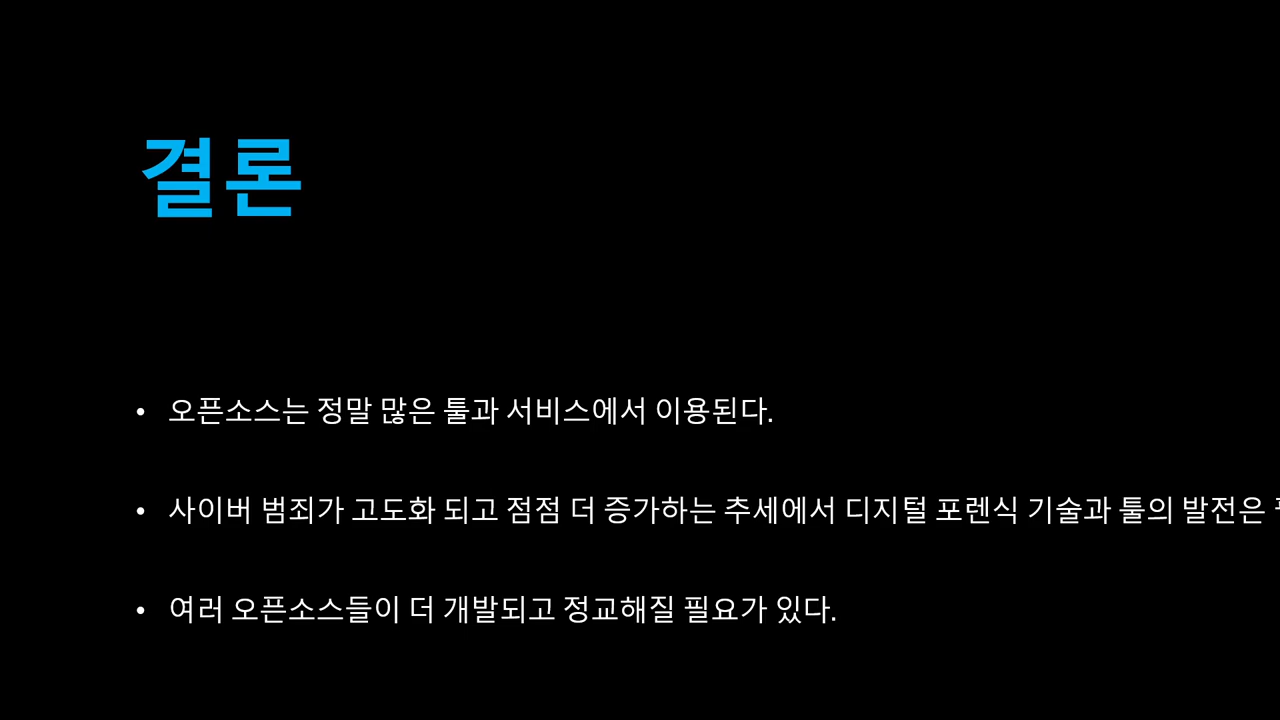 결론
• 오픈소스는 정말 많은 툴과 서비스에서 이용된다.
• 사이버 범죄가 고도화 되고 점점 더 증가하는 추세에서 디지털 포렌식 기술과 툴의 발전은
• 여러 오픈소스들이 더 개발되고 정교해질 필요가 있다.